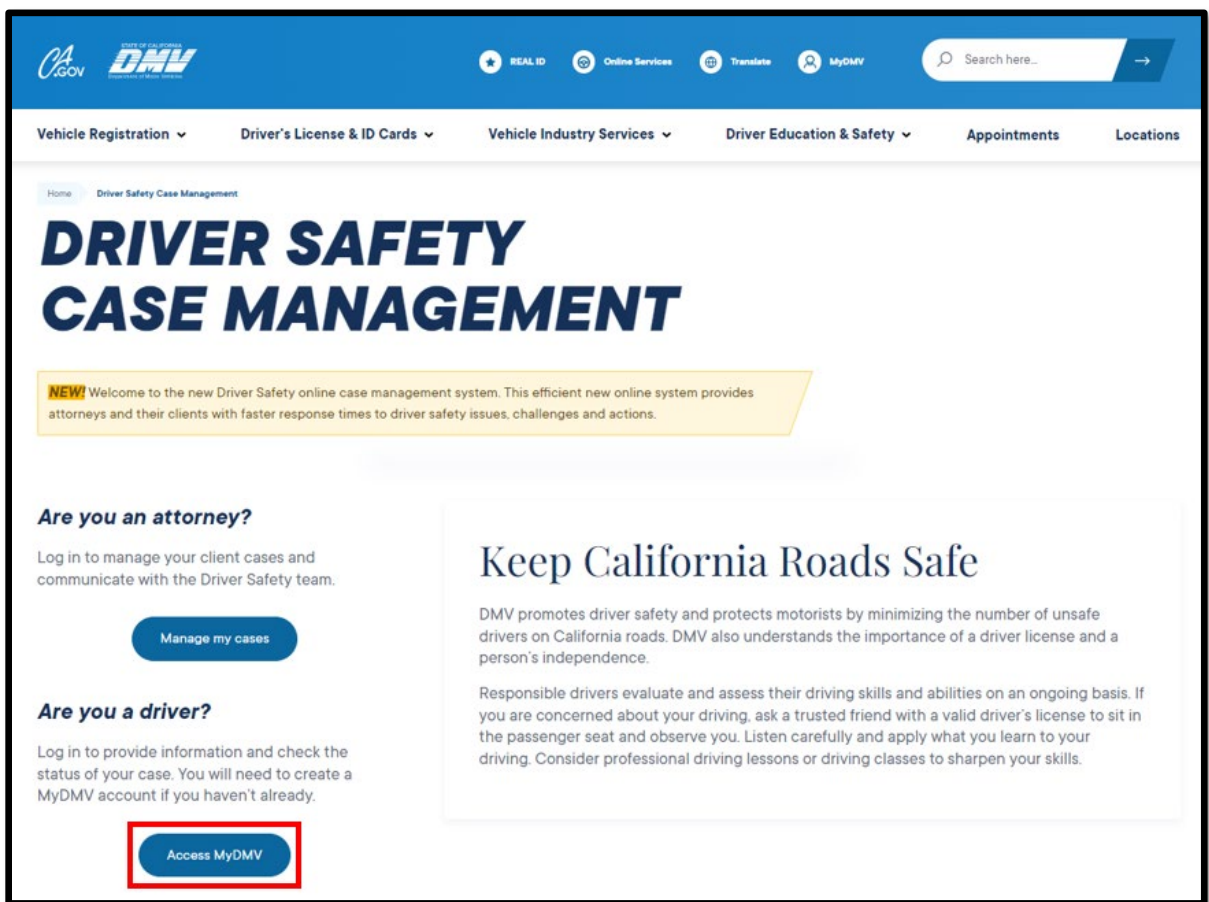 CA.GOV
STATE OF CALIFORNIA
DMV
Department of Motor Vehicles
REAL ID
Online Services
Translate
MyDMV
Search here...
Vehicle Registration
Driver's License & ID Cards
Vehicle Industry Services
Driver Education & Safety
Appointments
Locations
Home
Driver Safety Case Management
DRIVER SAFETY
CASE MANAGEMENT
NEW! Welcome to the new Driver Safety online case management system. This efficient new online system provides
attorneys and their clients with faster response times to driver safety issues, challenges and actions.
Are you an attorney?
Log in to manage your client cases and
communicate with the Driver Safety team.
Manage my cases
Are you a driver?
Log in to provide information and check the
status of your case. You will need to create a
MyDMV account if you haven't already.
Access MyDMV
Keep California Roads Safe
DMV promotes driver safety and protects motorists by minimizing the number of unsafe
drivers on California roads. DMV also understands the importance of a driver license and a
person's independence.
Responsible drivers evaluate and assess their driving skills and abilities on an ongoing basis. If
you are concerned about your driving, ask a trusted friend with a valid driver's license to sit in
the passenger seat and observe you. Listen carefully and apply what you learn to your
driving. Consider professional driving lessons or driving classes to sharpen your skills.